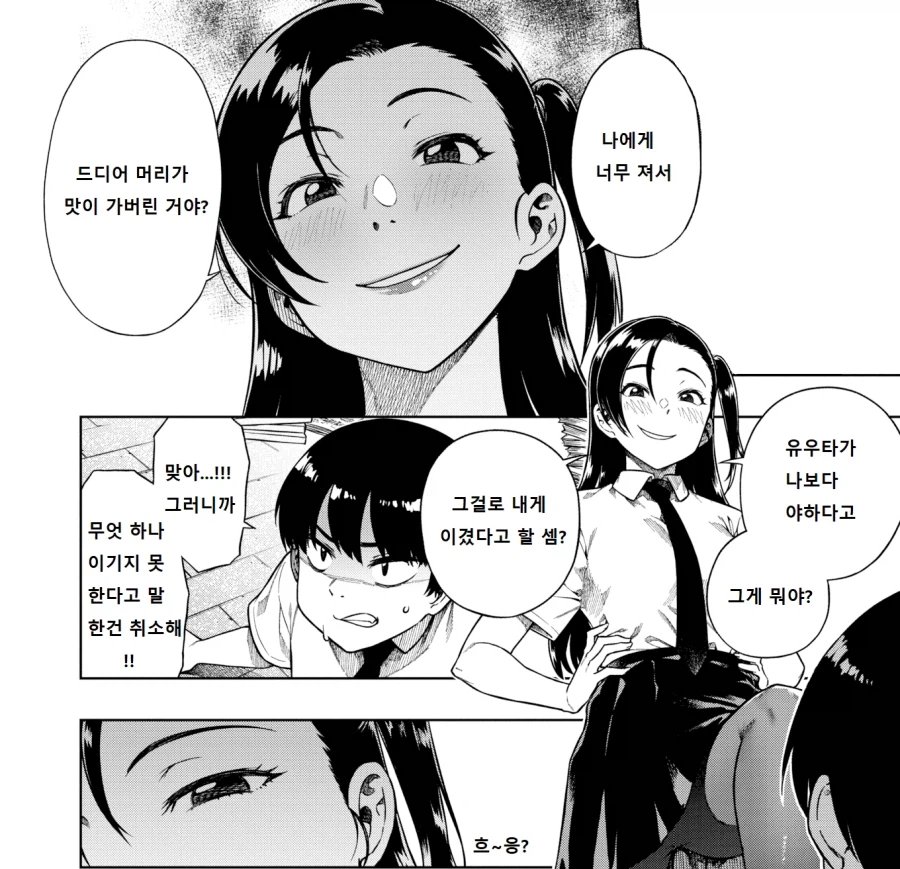 나에게
너무 져서
드디어 머리가
맛이 가버린 거야?
유우타가
나보다
야하다고
그게 뭐야?
그걸로 내게
이겼다고 할 셈?
맞아...!!!
그러니까
무엇 하나
이기지 못
한다고 말
한건 취소해
!!
흐~응?